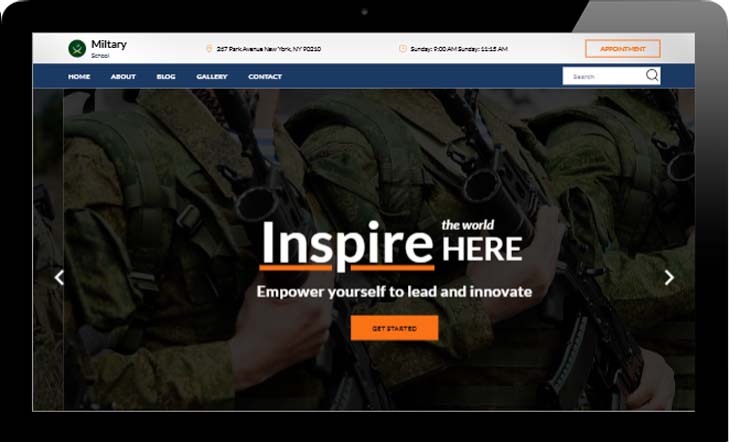 Miltary
School
267 Park Avenue New York, NY 90210
Sunday: 9:00 AM Sunday: 11:15 AM
APPOINTMENT
HOME ABOUT BLOG GALLERY CONTACT
Search
Inspire the world HERE
Empower yourself to lead and innovate
GET STARTED